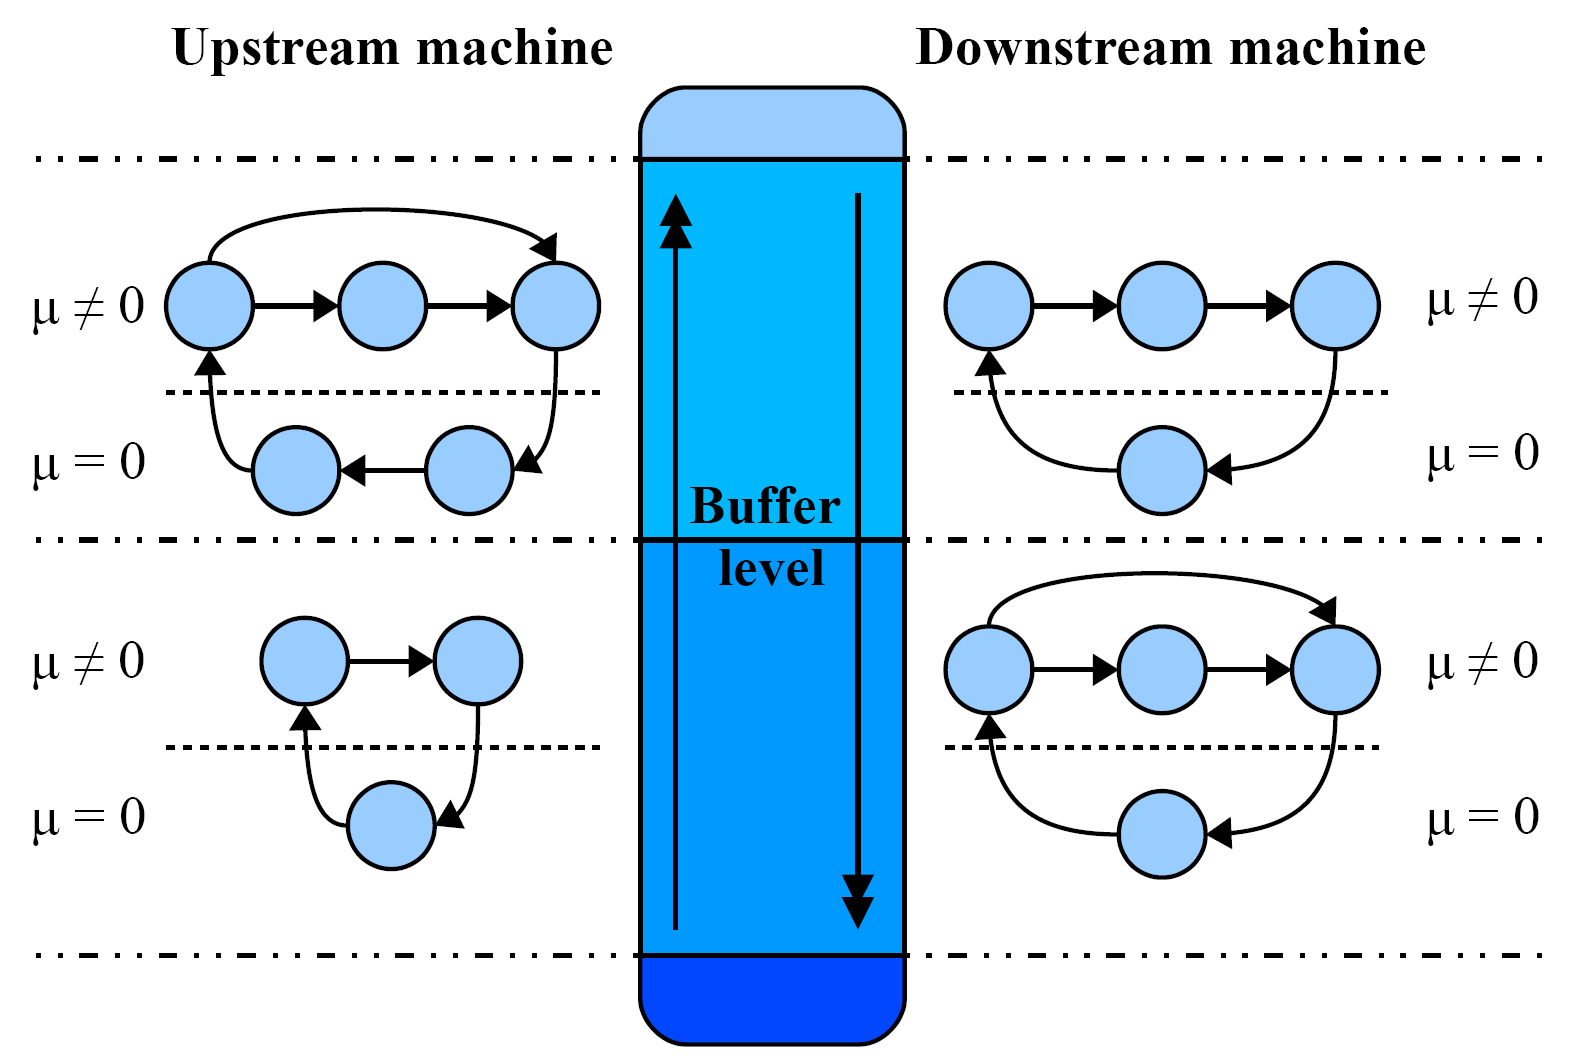 Upstream machine
Downstream machine
μ ≠ 0
μ ≠ 0
μ = 0
μ = 0
Buffer
level
μ ≠ 0
μ ≠ 0
μ = 0
μ = 0